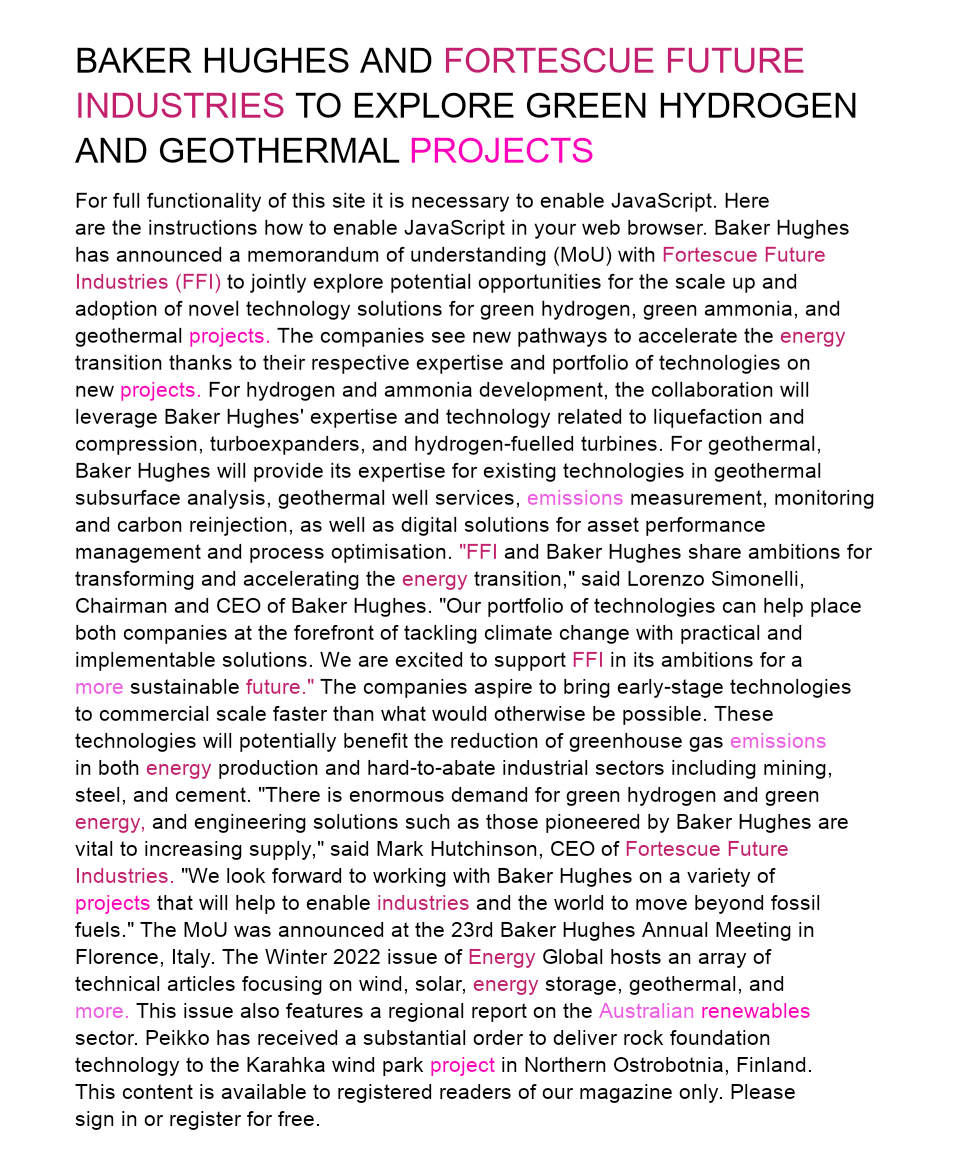 BAKER HUGHES AND FORTESCUE FUTURE
INDUSTRIES TO EXPLORE GREEN HYDROGEN
AND GEOTHERMAL PROJECTS
For full functionality of this site it is necessary to enable JavaScript. Here
are the instructions how to enable JavaScript in your web browser. Baker Hughes
has announced a memorandum of understanding (MoU) with Fortescue Future
Industries (FFI) to jointly explore potential opportunities for the scale up and
adoption of novel technology solutions for green hydrogen, green ammonia, and
geothermal projects. The companies see new pathways to accelerate the energy
transition thanks to their respective expertise and portfolio of technologies on
new projects. For hydrogen and ammonia development, the collaboration will
leverage Baker Hughes' expertise and technology related to liquefaction and
compression, turboexpanders, and hydrogen-fuelled turbines. For geothermal,
Baker Hughes will provide its expertise for existing technologies in geothermal
subsurface analysis, geothermal well services, emissions measurement, monitoring
and carbon reinjection, as well as digital solutions for asset performance
management and process optimisation. "FFI and Baker Hughes share ambitions for
transforming and accelerating the energy transition," said Lorenzo Simonelli,
Chairman and CEO of Baker Hughes. "Our portfolio of technologies can help place
both companies at the forefront of tackling climate change with practical and
implementable solutions. We are excited to support FFI in its ambitions for a
more sustainable future." The companies aspire to bring early-stage technologies
to commercial scale faster than what would otherwise be possible. These
technologies will potentially benefit the reduction of greenhouse gas emissions
in both energy production and hard-to-abate industrial sectors including mining,
steel, and cement. "There is enormous demand for green hydrogen and green
energy, and engineering solutions such as those pioneered by Baker Hughes are
vital to increasing supply," said Mark Hutchinson, CEO of Fortescue Future
Industries. "We look forward to working with Baker Hughes on a variety of
projects that will help to enable industries and the world to move beyond fossil
fuels." The MoU was announced at the 23rd Baker Hughes Annual Meeting in
Florence, Italy. The Winter 2022 issue of Energy Global hosts an array of
technical articles focusing on wind, solar, energy storage, geothermal, and
more. This issue also features a regional report on the Australian renewables
sector. Peikko has received a substantial order to deliver rock foundation
technology to the Karahka wind park project in Northern Ostrobotnia, Finland.
This content is available to registered readers of our magazine only. Please
sign in or register for free.